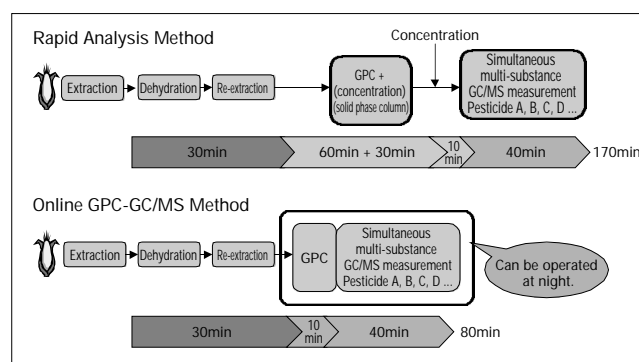 Rapid Analysis Method
Concentration
Extraction
Dehydration
Re-extraction
GPC +
(concentration)
(solid phase column)
Simultaneous
multi-substance
GC/MS measurement
Pesticide A, B, C, D ...
30min
60min + 30min
10
min
40min
170min
Online GPC-GC/MS Method
Extraction
Dehydration
Re-extraction
GPC
Simultaneous
multi-substance
GC/MS measurement
Pesticide A, B, C, D ...
Can be operated
at night.
30min
10
min
40min
80min